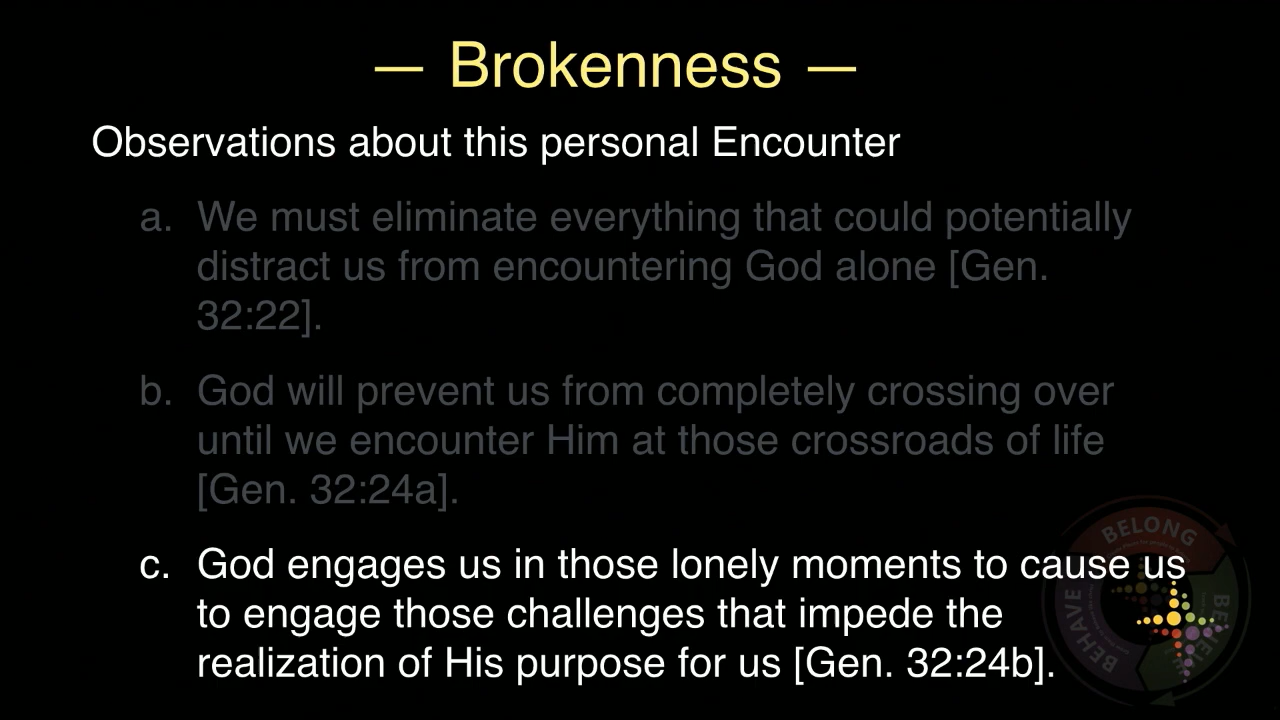 — Brokenness —
Observations about this personal Encounter
a. We must eliminate everything that could potentially
distract us from encountering God alone [Gen.
32:22].
b. God will prevent us from completely crossing over
until we encounter Him at those crossroads of life
[Gen. 32:24a].
c. God engages us in those lonely moments to cause us
to engage those challenges that impede the
realization of His purpose for us [Gen. 32:24b].
BELONG
BEHAVE